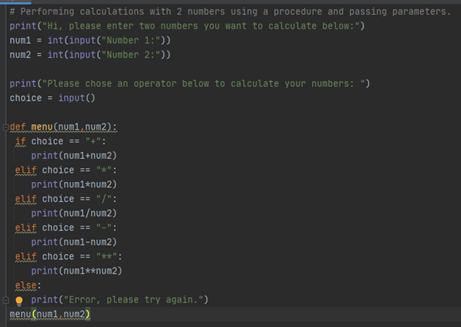 # Performing calculations with 2 numbers using a procedure and passing parameters.
print("Hi, please enter two numbers you want to calculate below:")
num1 = int(input("Number 1:"))
num2 = int(input("Number 2:"))

print("Please chose an operator below to calculate your numbers: ")
choice = input()

def menu(num1,num2):
 if choice == "+":
    print(num1+num2)
 elif choice == "*":
    print(num1*num2)
 elif choice == "/":
    print(num1/num2)
 elif choice == "-":
    print(num1-num2)
 elif choice == "**":
    print(num1**num2)
 else:
    print("Error, please try again.")
menu(num1,num2)